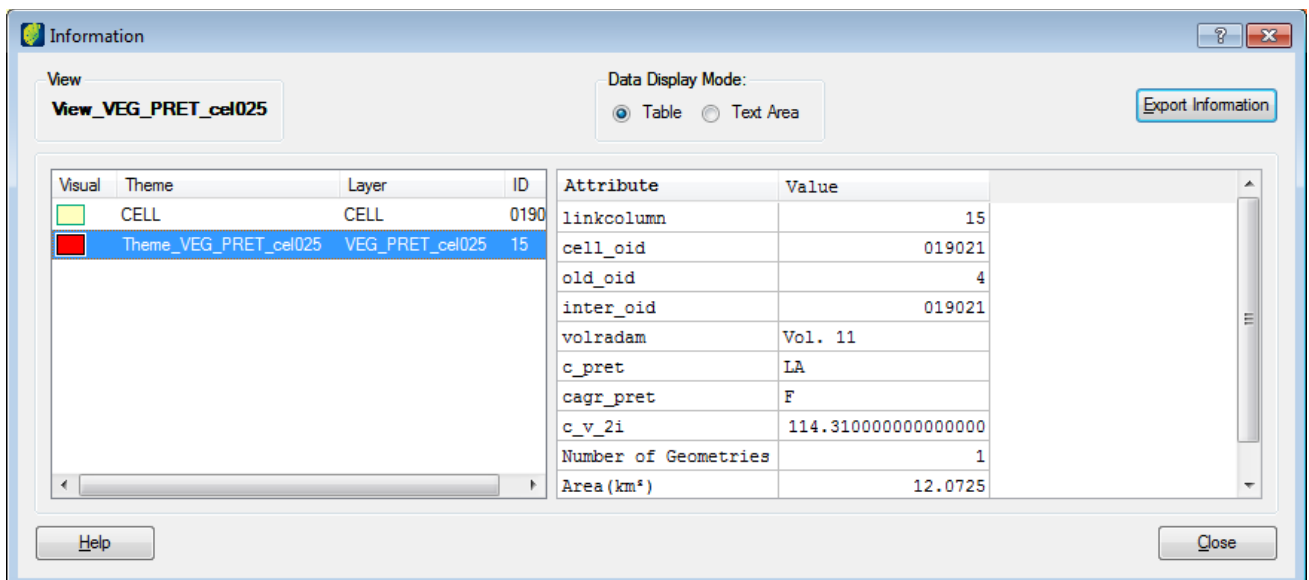 Information
View
View_VEG_PRET_cel025
Data Display Mode:
Table Text Area
Export Information
Visual Theme Layer ID
CELL CELL 0190
Theme_VEG_PRET_cel025 VEG_PRET_cel025 15
Attribute Value
linkcolumn 15
cell_oid 019021
old_oid 4
inter_oid 019021
volradam Vol. 11
c_pret LA
cagr_pret F
c_v_2i 114.310000000000000
Number of Geometries 1
Area(km²) 12.0725
Help
Close